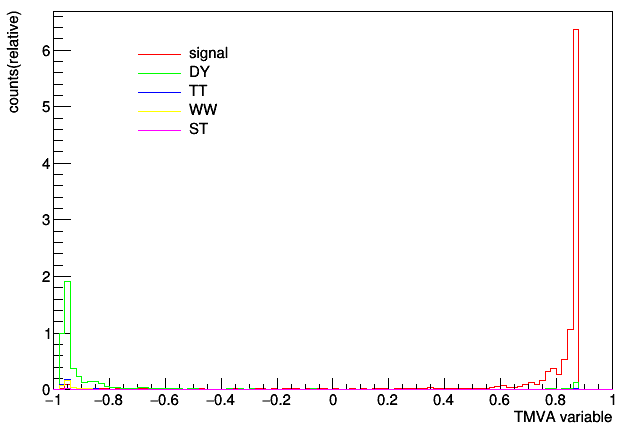 counts(relative)
signal
DY
TT
WW
ST
6
5
4
3
2
1
0
−1 −0.8 −0.6 −0.4 −0.2 0 0.2 0.4 0.6 0.8 1
TMVA variable